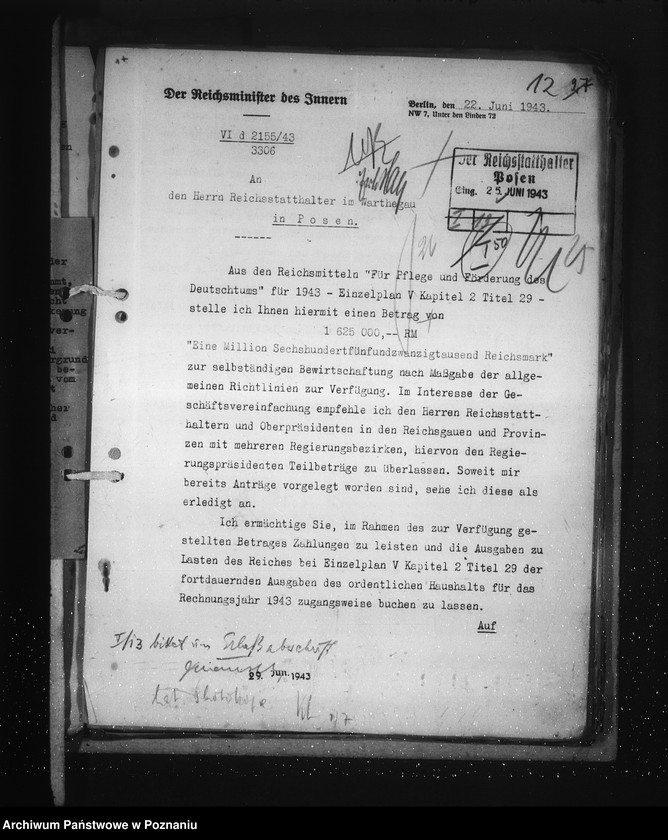 12
Der Reichsminister des Innern
Berlin, den 22. Juni 1943.
NW 7, Unter den Linden 72
VI d 2155/43
3306
Der Reichsstatthalter
Posen
Eing. 25. JUNI 1943
An
den Herrn Reichsstatthalter im Warthegau
in Posen.
26
Aus den Reichsmitteln "Für Pflege und Förderung des
Deutschtums" für 1943 - Einzelplan V Kapitel 2 Titel 29 -
stelle ich Ihnen hiermit einen Betrag von
1 625 000,-- RM
"Eine Million Sechshundertfünfundzwanzigtausend Reichsmark"
zur selbständigen Bewirtschaftung nach Maßgabe der allge-
meinen Richtlinien zur Verfügung. Im Interesse der Ge-
schäftsvereinfachung empfehle ich den Herren Reichsstatt-
haltern und Oberpräsidenten in den Reichsgauen und Provin-
zen mit mehreren Regierungsbezirken, hiervon den Regie-
rungspräsidenten Teilbeträge zu überlassen. Soweit mir
bereits Anträge vorgelegt worden sind, sehe ich diese als
erledigt an.
Ich ermächtige Sie, im Rahmen des zur Verfügung ge-
stellten Betrages Zahlungen zu leisten und die Ausgaben zu
Lasten des Reiches bei Einzelplan V Kapitel 2 Titel 29 der
fortdauernden Ausgaben des ordentlichen Haushalts für das
Rechnungsjahr 1943 zugangsweise buchen zu lassen.
Auf
I/13 bittet um Erlaßabschrift
29. Jun. 1943
Archiwum Państwowe w Poznaniu